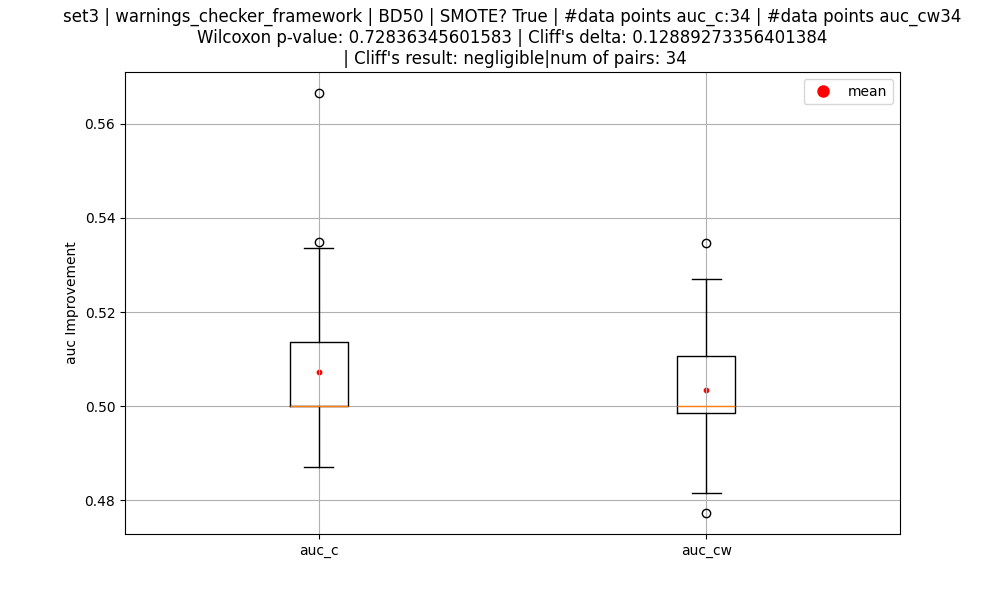 set3 | warnings_checker_framework | BD50 | SMOTE? True | #data points auc_c:34 | #data points auc_cw34
Wilcoxon p-value: 0.72836345601583 | Cliff's delta: 0.12889273356401384
| Cliff's result: negligible|num of pairs: 34
mean
0.56
0.54
0.52
0.50
0.48
auc Improvement
auc_c
auc_cw